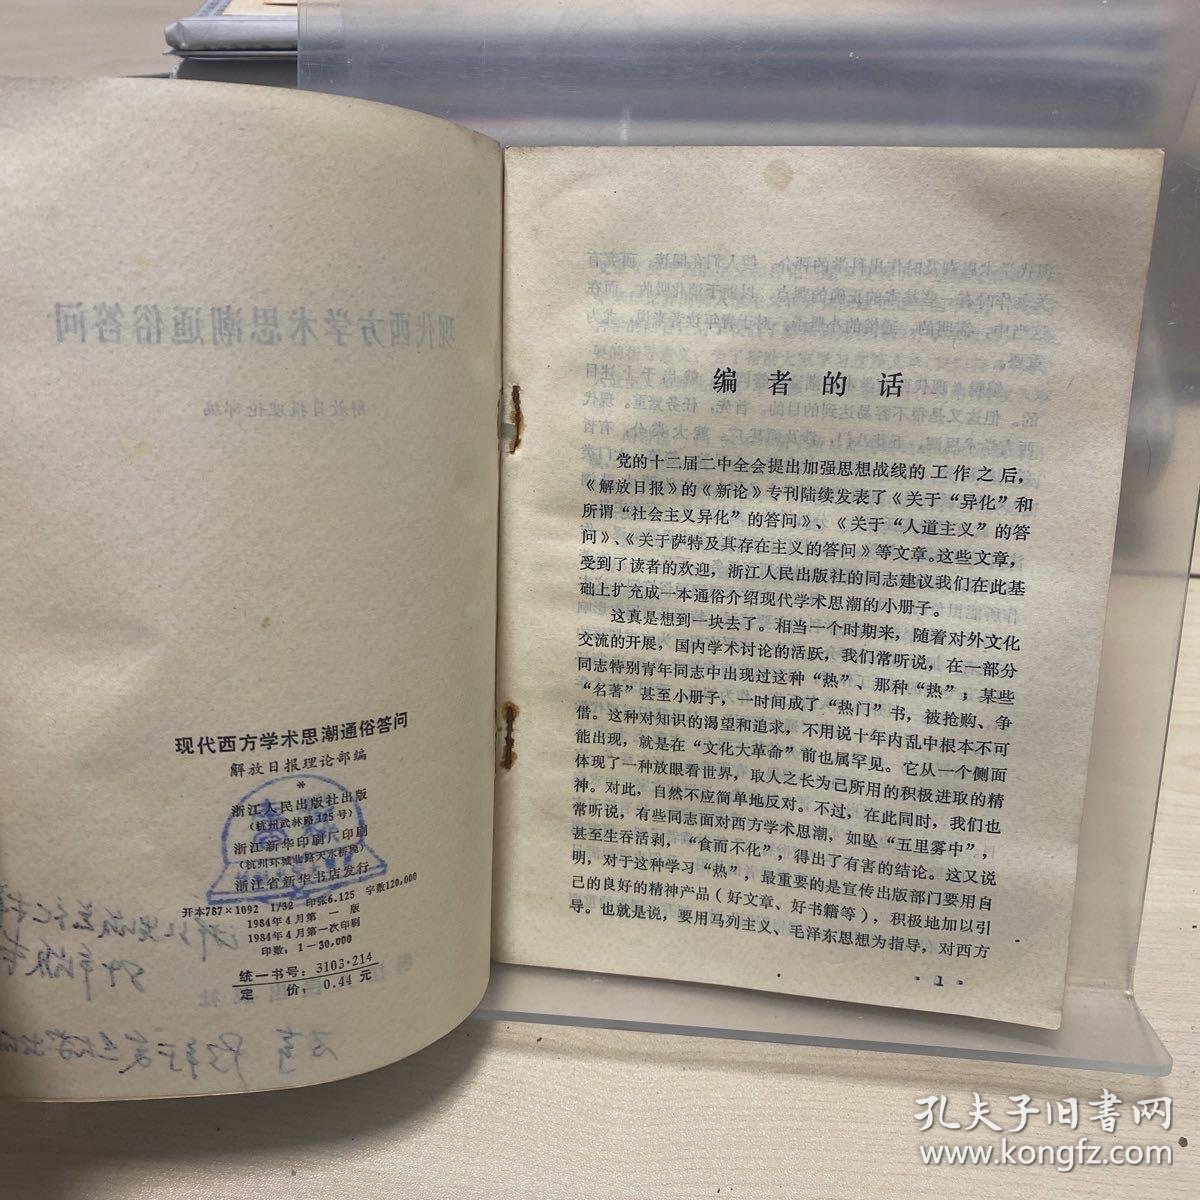 现代西方学术思潮通俗答问
解放日报理论部编
现代西方学术思潮通俗答问
解放日报理论部编
*
浙江人民出版社出版
（杭州武林路125号）
浙江新华印刷厂印刷
（杭州环城北路天水桥堍）
浙江省新华书店发行
开本787×1092 1/32 印张6.125 字数120,000
1984年4月第一版
1984年4月第一次印刷
印数：1—30,000
统一书号：3103·214
定 价：0.44 元
编者的话
党的十二届二中全会提出加强思想战线的工作之后，
《解放日报》的《新论》专刊陆续发表了《关于“异化”和
所谓“社会主义异化”的答问》、《关于“人道主义”的答
问》、《关于萨特及其存在主义的答问》等文章。这些文章，
受到了读者的欢迎，浙江人民出版社的同志建议我们在此基
础上扩充成一本通俗介绍现代学术思潮的小册子。
这真是想到一块去了。相当一个时期来，随着对外文化
交流的开展，国内学术讨论的活跃，我们常听说，在一部分
同志特别青年同志中出现过这种“热”、那种“热”；某些
“名著”甚至小册子，一时间成了“热门”书，被抢购、争
借。这种对知识的渴望和追求，不用说十年内乱中根本不可
能出现，就是在“文化大革命”前也属罕见。它从一个侧面
体现了一种放眼看世界，取人之长为己所用的积极进取的精
神。对此，自然不应简单地反对。不过，在此同时，我们也
常听说，有些同志面对西方学术思潮，如坠“五里雾中”，
甚至生吞活剥，“食而不化”，得出了有害的结论。这又说
明，对于这种学习“热”，最重要的是宣传出版部门要用自
己的良好的精神产品（好文章、好书籍等），积极地加以引
导。也就是说，要用马列主义、毛泽东思想为指导，对西方
·1·
孔夫子旧书网
www.kongfz.com